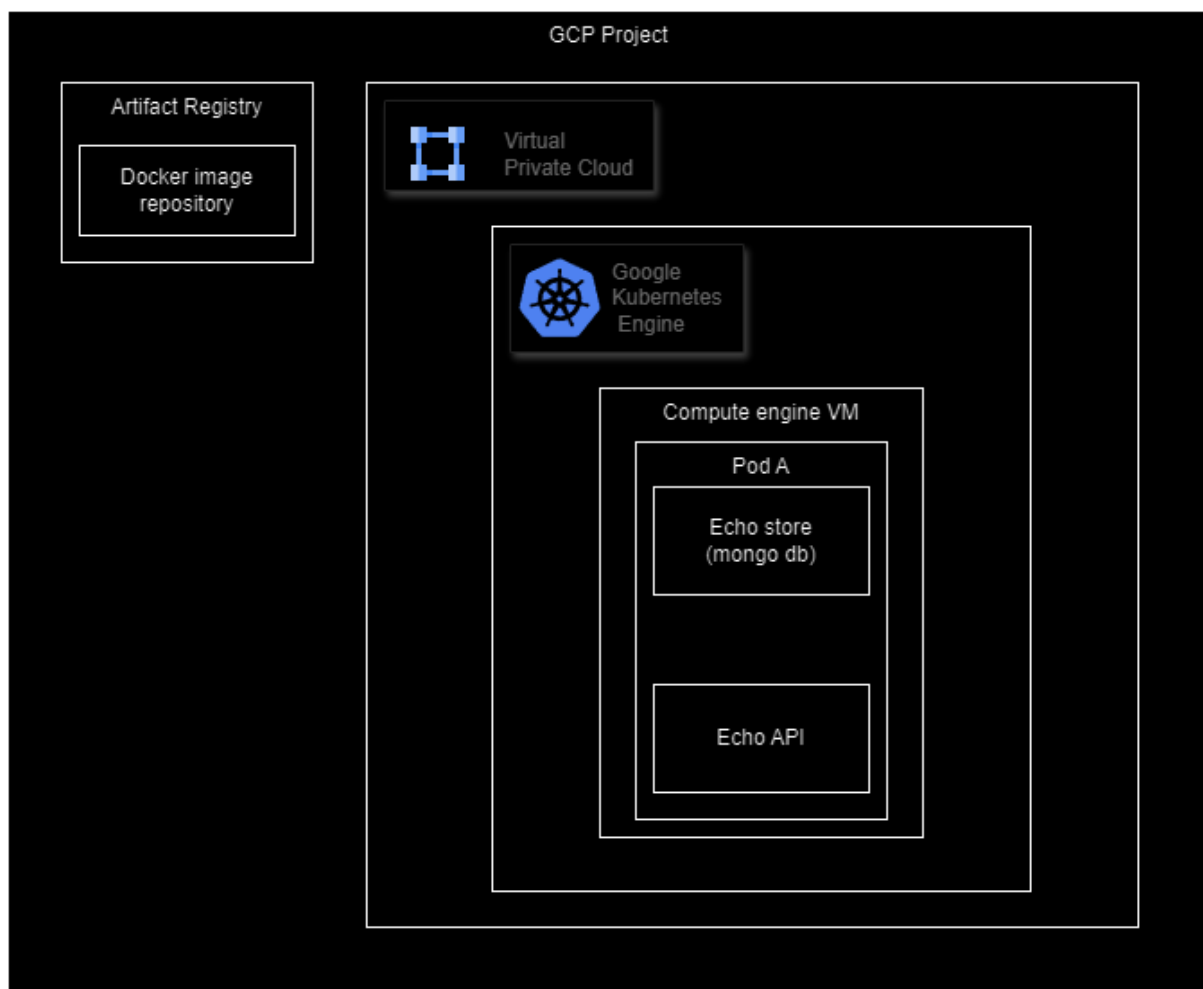 GCP Project
Artifact Registry
Docker image
repository
Virtual
Private Cloud
Google
Kubernetes
Engine
Compute engine VM
Pod A
Echo store
(mongo db)
Echo API